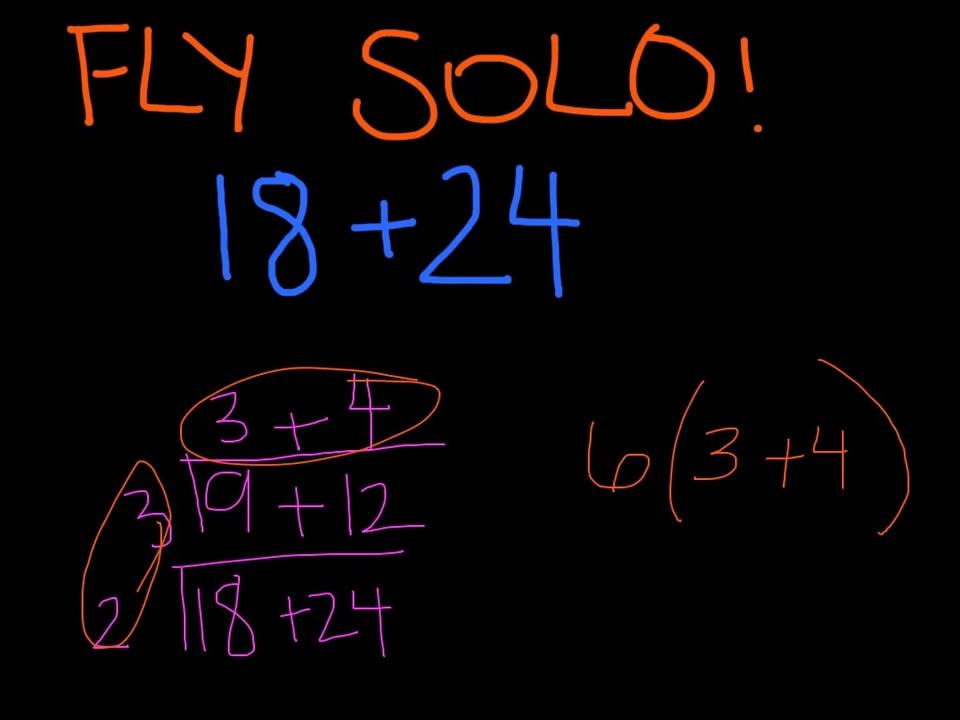 FLY SOLO!
18 + 24
3 + 4
3 9 + 12
2 18 + 24
6(3 + 4)